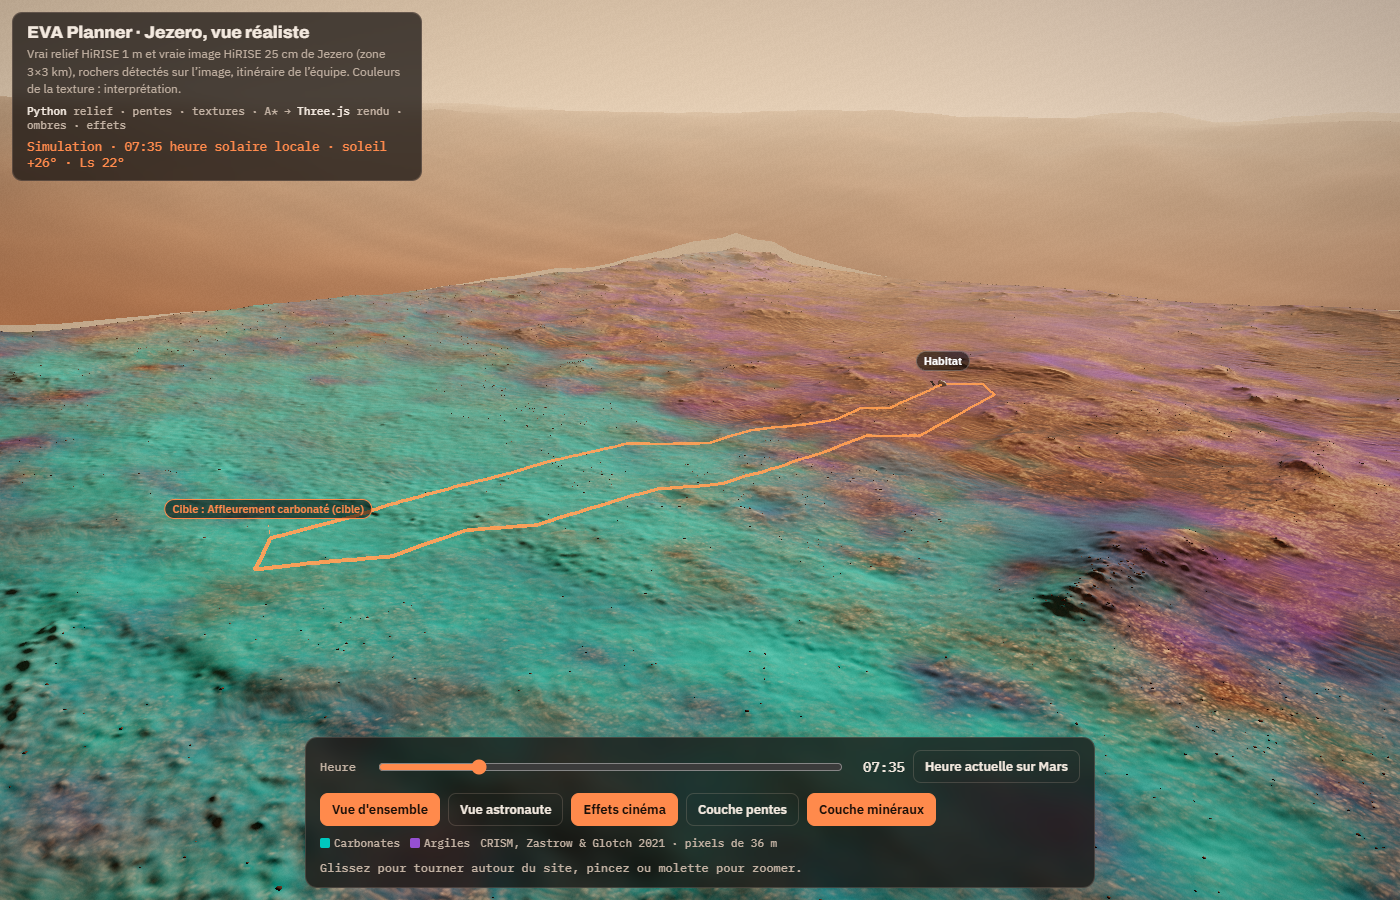 EVA Planner · Jezero, vue réaliste
Vrai relief HiRISE 1 m et vraie image HiRISE 25 cm de Jezero (zone
3×3 km), rochers détectés sur l'image, itinéraire de l'équipe. Couleurs
de la texture : interprétation.
Python relief · pentes · textures · A* → Three.js rendu ·
ombres · effets
Simulation · 07:35 heure solaire locale · soleil
+26° · Ls 22°
Habitat
Cible : Affleurement carbonaté (cible)
Heure 07:35 Heure actuelle sur Mars
Vue d'ensemble Vue astronaute Effets cinéma Couche pentes Couche minéraux
Carbonates Argiles CRISM, Zastrow & Glotch 2021 · pixels de 36 m
Glissez pour tourner autour du site, pincez ou molette pour zoomer.